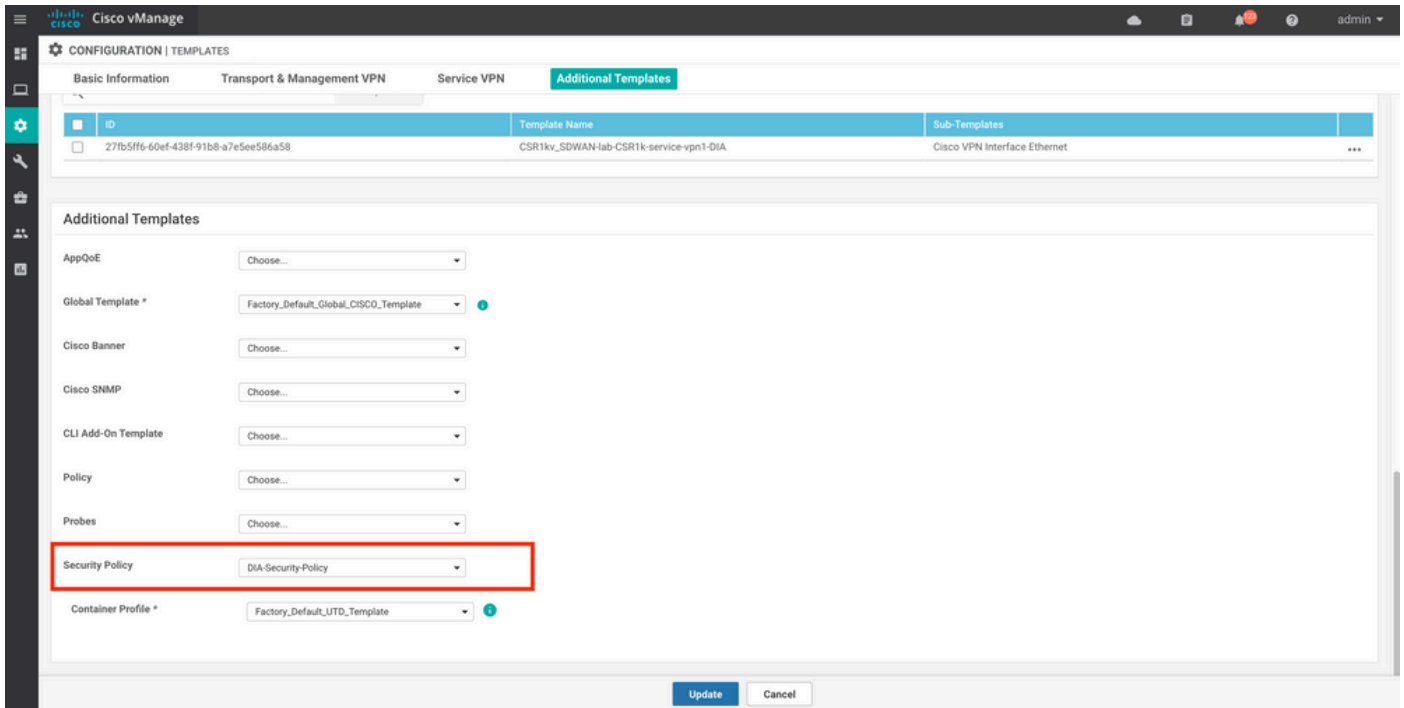 CISCO Cisco vManage 123 admin
CONFIGURATION | TEMPLATES
Basic Information Transport & Management VPN Service VPN Additional Templates
ID Template Name Sub-Templates
27fb5ff6-60ef-438f-91b8-a7e5ee586a58 CSR1kv_SDWAN-lab-CSR1k-service-vpn1-DIA Cisco VPN Interface Ethernet ...
Additional Templates
AppQoE Choose...
Global Template * Factory_Default_Global_CISCO_Template
Cisco Banner Choose...
Cisco SNMP Choose...
CLI Add-On Template Choose...
Policy Choose...
Probes Choose...
Security Policy DIA-Security-Policy
Container Profile * Factory_Default_UTD_Template
Update Cancel